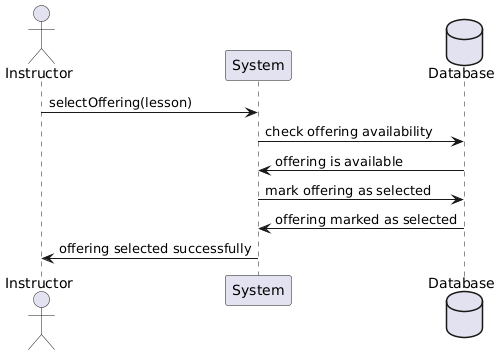 Instructor
System
Database
selectOffering(lesson)
check offering availability
offering is available
mark offering as selected
offering marked as selected
offering selected successfully
Instructor
System
Database